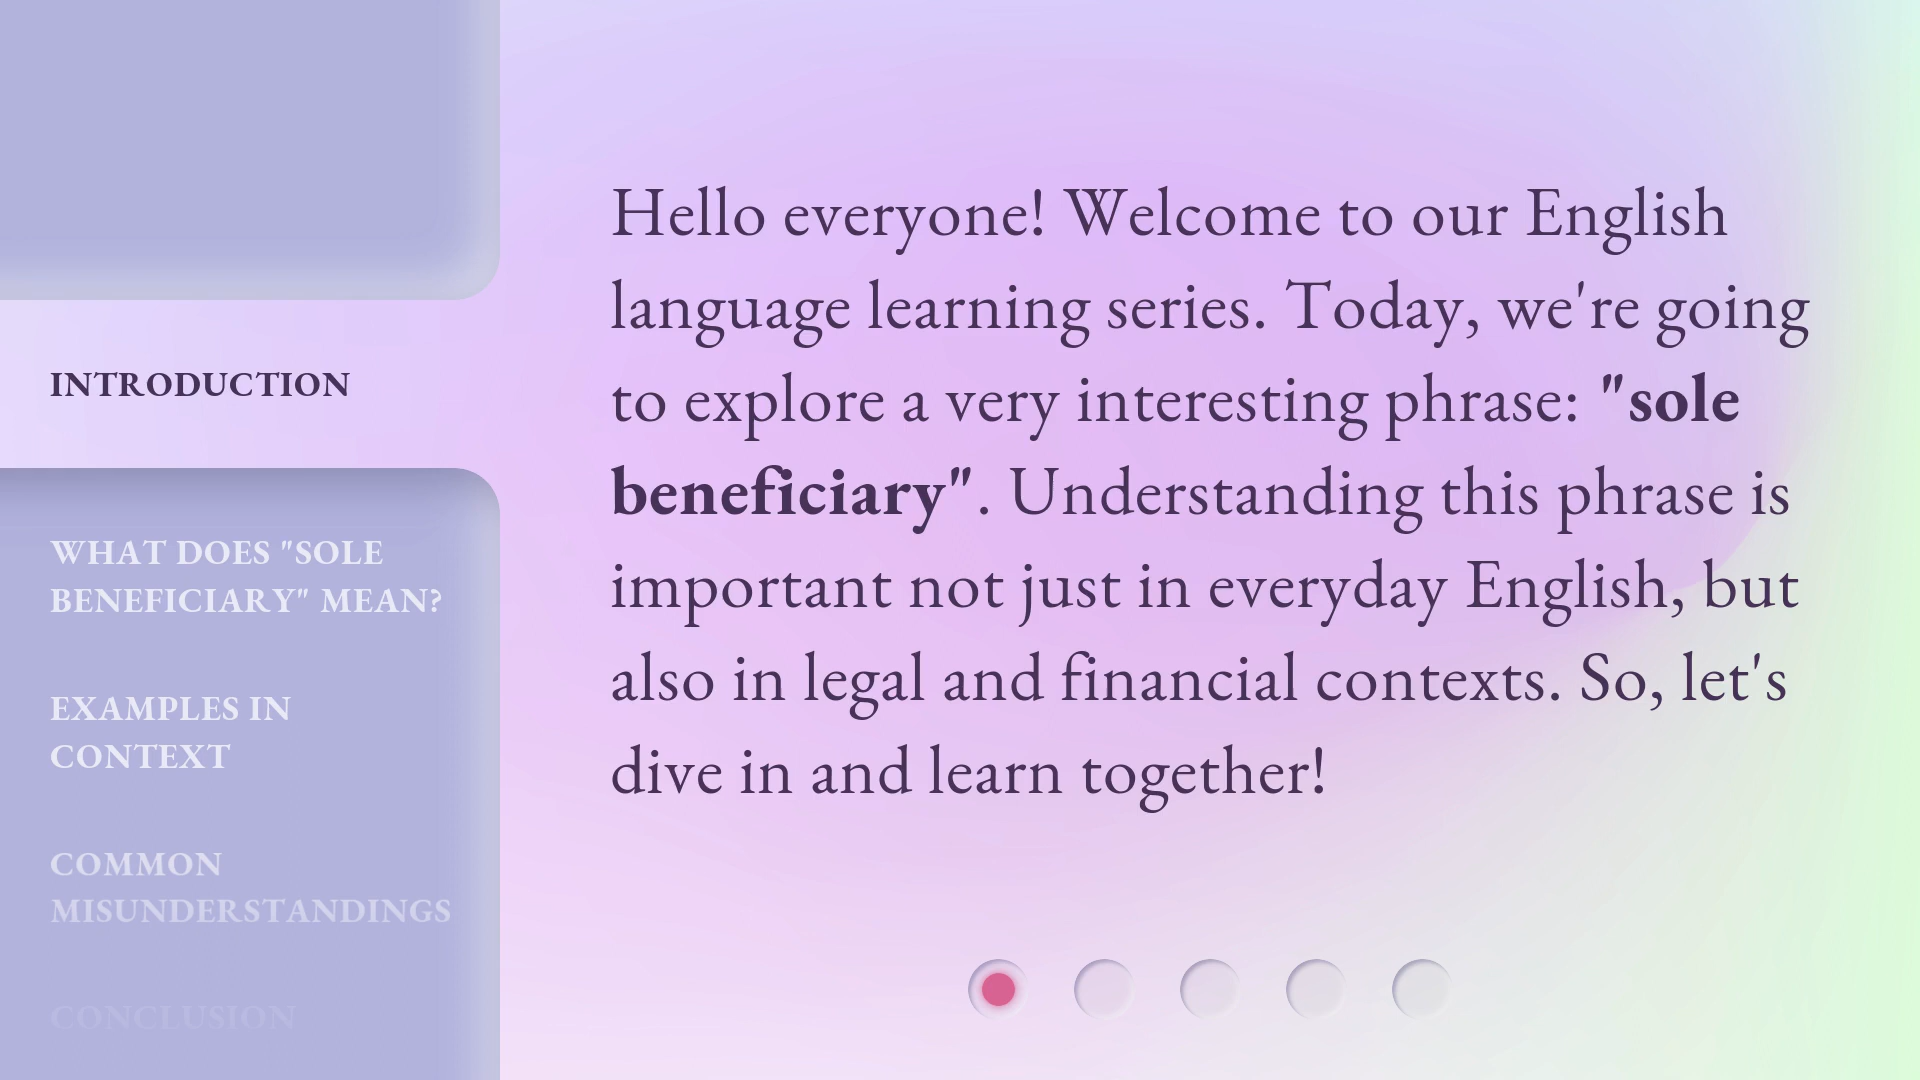 INTRODUCTION
WHAT DOES "SOLE
BENEFICIARY" MEAN?
EXAMPLES IN
CONTEXT
COMMON
MISUNDERSTANDINGS
CONCLUSION
Hello everyone! Welcome to our English
language learning series. Today, we're going
to explore a very interesting phrase: "sole
beneficiary". Understanding this phrase is
important not just in everyday English, but
also in legal and financial contexts. So, let's
dive in and learn together!